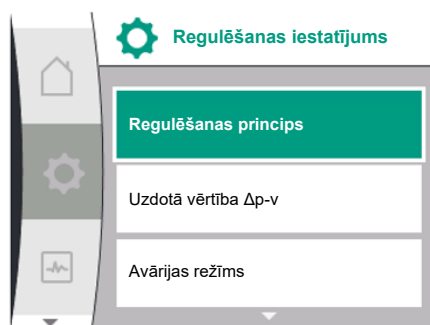 Regulēšanas iestatījums
Regulēšanas princips
Uzdotā vērtība Δp-v
Avārijas režīms